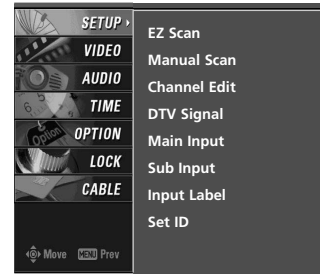 SETUP
VIDEO
AUDIO
TIME
OPTION
LOCK
CABLE
Move MENU Prev
EZ Scan
Manual Scan
Channel Edit
DTV Signal
Main Input
Sub Input
Input Label
Set ID